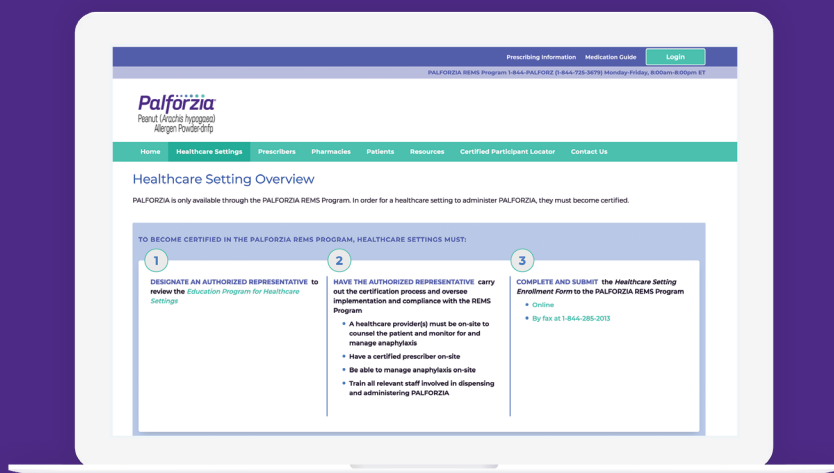 Prescribing Information Medication Guide Login
PALFORZIA REMS Program 1-844-PALFORZ (1-844-725-3679) Monday-Friday, 8:00am-8:00pm ET
Palforzia
Peanut (Arachis hypogaea)
Allergen Powder-dnfp
Home Healthcare Settings Prescribers Pharmacies Patients Resources Certified Participant Locator Contact Us
Healthcare Setting Overview
PALFORZIA is only available through the PALFORZIA REMS Program. In order for a healthcare setting to administer PALFORZIA, they must become certified.
TO BECOME CERTIFIED IN THE PALFORZIA REMS PROGRAM, HEALTHCARE SETTINGS MUST:
1
DESIGNATE AN AUTHORIZED REPRESENTATIVE to
review the Education Program for Healthcare
Settings
2
HAVE THE AUTHORIZED REPRESENTATIVE carry
out the certification process and oversee
implementation and compliance with the REMS
Program
• A healthcare provider(s) must be on-site to
counsel the patient and monitor for and
manage anaphylaxis
• Have a certified prescriber on-site
• Be able to manage anaphylaxis on-site
• Train all relevant staff involved in dispensing
and administering PALFORZIA
3
COMPLETE AND SUBMIT the Healthcare Setting
Enrollment Form to the PALFORZIA REMS Program
• Online
• By fax at 1-844-285-2013